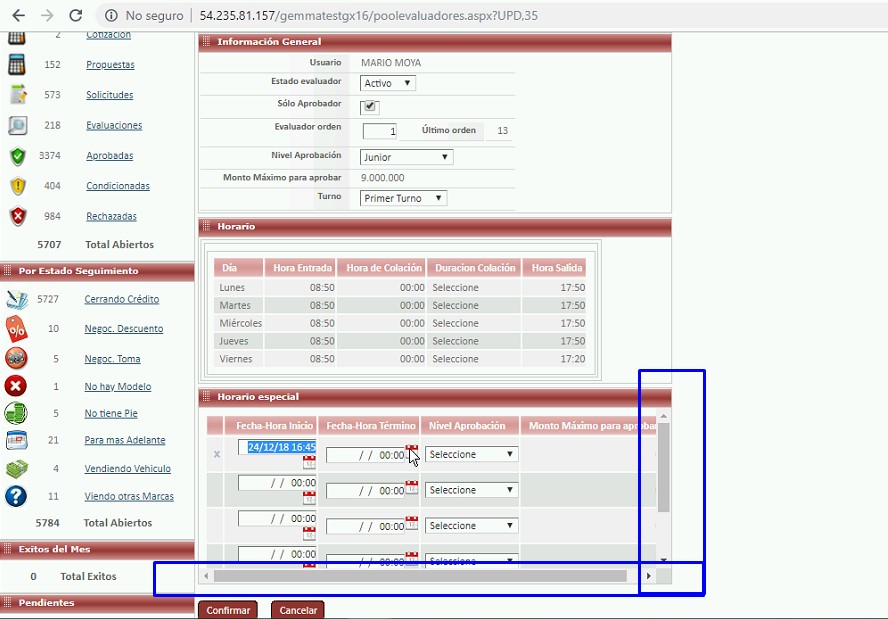 No seguro | 54.235.81.157/gemmatestgx16/poolevaluadores.aspx?UPD,35
2 Cotizacion
152 Propuestas
573 Solicitudes
218 Evaluaciones
3374 Aprobadas
404 Condicionadas
984 Rechazadas
5707 Total Abiertos
Por Estado Seguimiento
5727 Cerrando Crédito
10 Negoc. Descuento
5 Negoc. Toma
1 No hay Modelo
5 No tiene Pie
21 Para mas Adelante
4 Vendiendo Vehiculo
11 Viendo otras Marcas
5784 Total Abiertos
Exitos del Mes
0 Total Exitos
Pendientes
Información General
Usuario MARIO MOYA
Estado evaluador Activo
Sólo Aprobador
Evaluador orden 1 Último orden 13
Nivel Aprobación Junior
Monto Máximo para aprobar 9.000.000
Turno Primer Turno
Horario
Día Hora Entrada Hora de Colación Duracion Colación Hora Salida
Lunes 08:50 00:00 Seleccione 17:50
Martes 08:50 00:00 Seleccione 17:50
Miércoles 08:50 00:00 Seleccione 17:50
Jueves 08:50 00:00 Seleccione 17:50
Viernes 08:50 00:00 Seleccione 17:20
Horario especial
Fecha-Hora Inicio Fecha-Hora Término Nivel Aprobación Monto Máximo para aprobar
x 24/12/18 16:45 / / 00:00 Seleccione
/ / 00:00 / / 00:00 Seleccione
/ / 00:00 / / 00:00 Seleccione
/ / 00:00 / / 00:00 Seleccione
Confirmar Cancelar